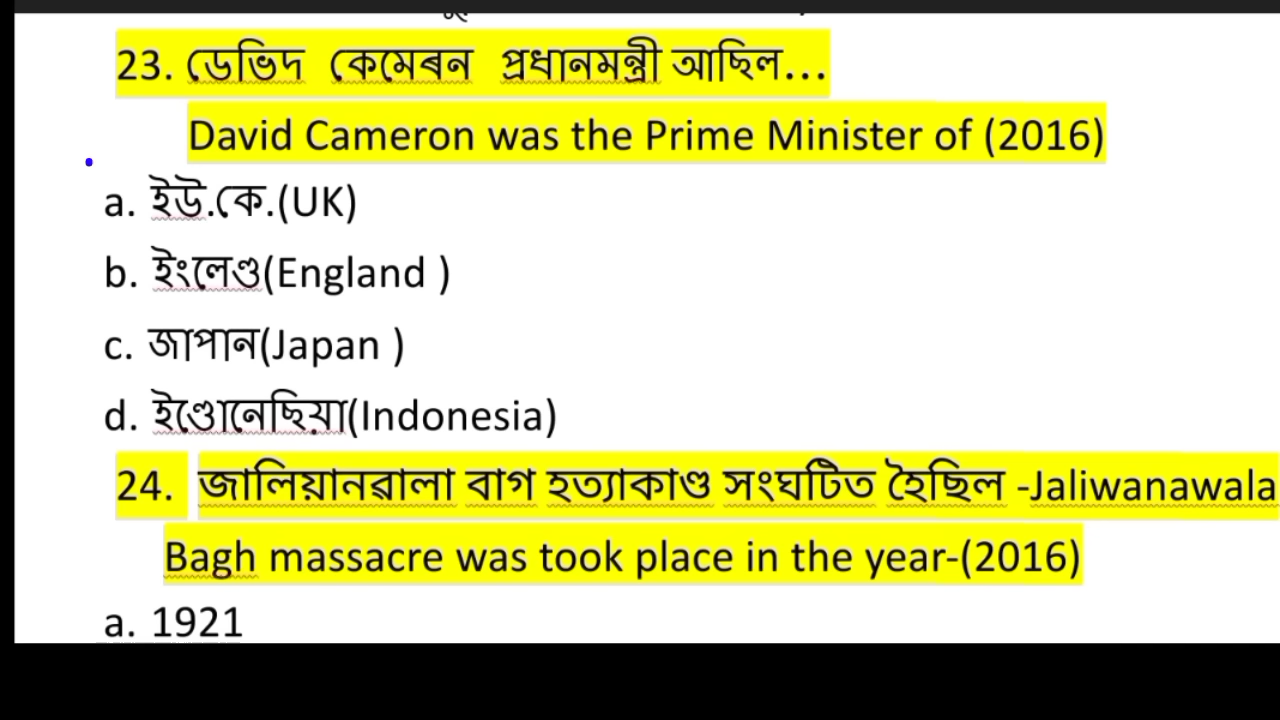 23. ডেভিদ কেমেৰন প্ৰধানমন্ত্ৰী আছিল...
David Cameron was the Prime Minister of (2016)
a. ইউ.কে.(UK)
b. ইংলেণ্ড(England )
c. জাপান(Japan )
d. ইণ্ডোনেছিয়া(Indonesia)
24. জালিয়ানৱালা বাগ হত্যাকাণ্ড সংঘটিত হৈছিল -Jaliwanawala
Bagh massacre was took place in the year-(2016)
a. 1921